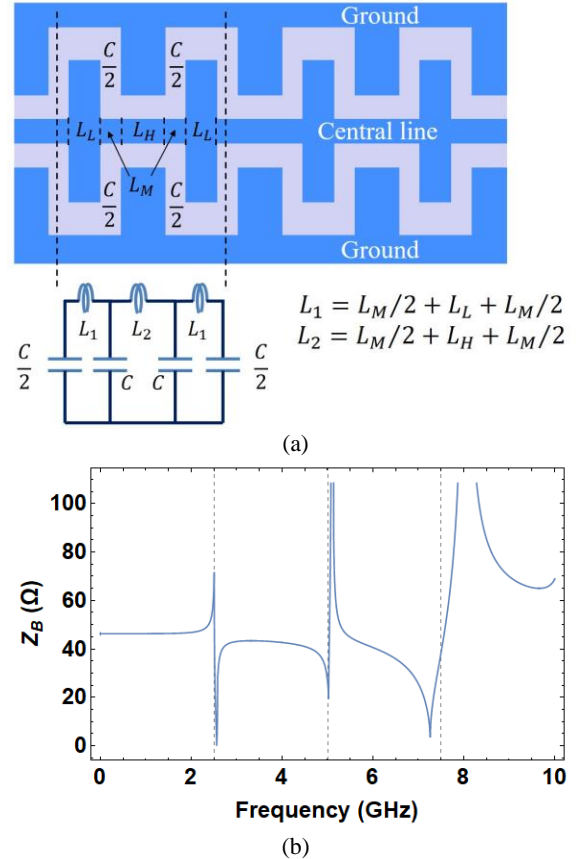 Ground
C/2 C/2
L_L L_H L_L Central line
L_M
C/2 C/2
Ground
L_1 L_2 L_1
C/2 C C C/2
L_1 = L_M/2 + L_L + L_M/2
L_2 = L_M/2 + L_H + L_M/2
(a)
100
80
60
40
20
0
Z_B (Ω)
0 2 4 6 8 10
Frequency (GHz)
(b)